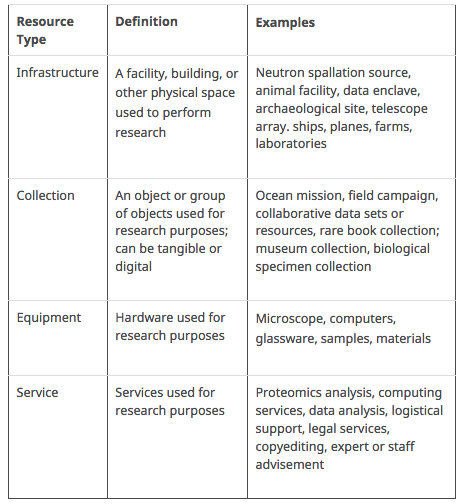 Resource Type
Definition
Examples
Infrastructure
A facility, building, or
other physical space
used to perform
research
Neutron spallation source,
animal facility, data enclave,
archaeological site, telescope
array. ships, planes, farms,
laboratories
Collection
An object or group
of objects used for
research purposes;
can be tangible or
digital
Ocean mission, field campaign,
collaborative data sets or
resources, rare book collection;
museum collection, biological
specimen collection
Equipment
Hardware used for
research purposes
Microscope, computers,
glassware, samples, materials
Service
Services used for
research purposes
Proteomics analysis, computing
services, data analysis, logistical
support, legal services,
copyediting, expert or staff
advisement